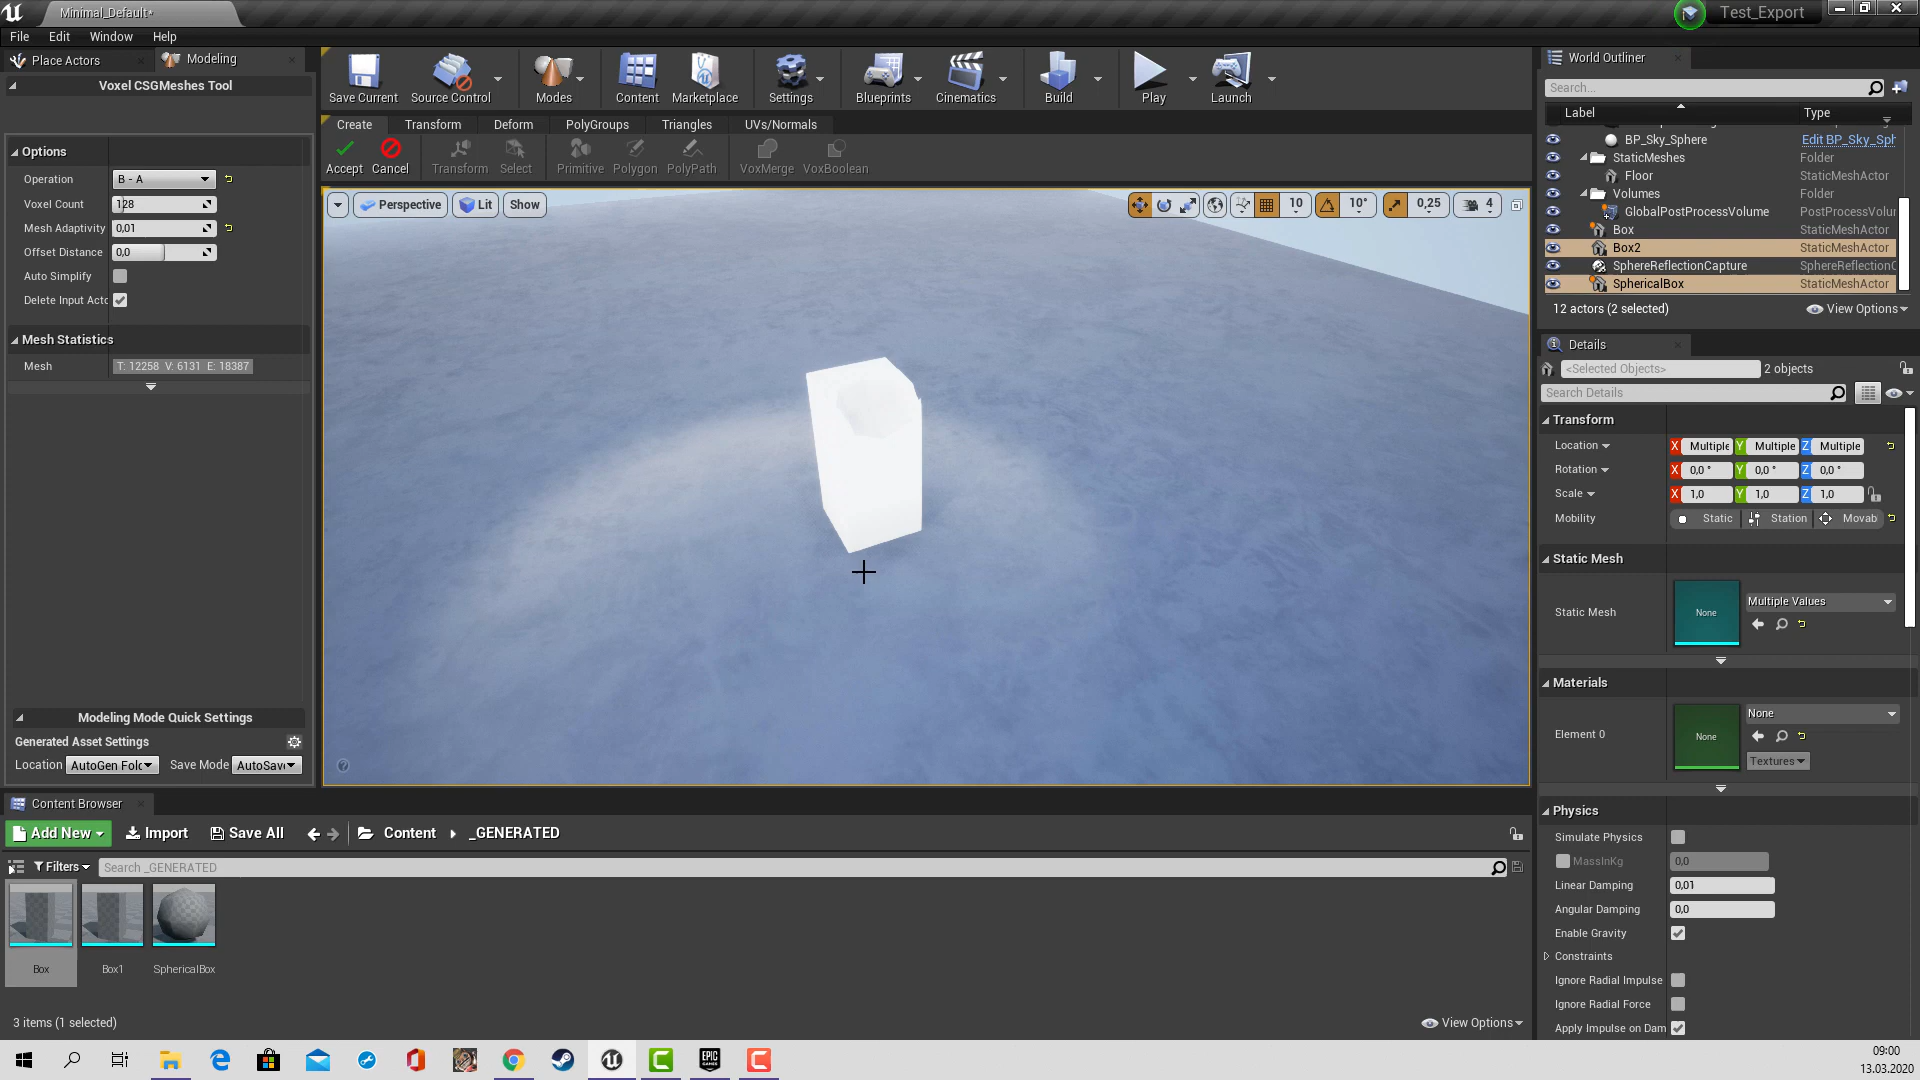 Minimal_Default*
Test_Export
File
Edit
Window
Help
Place Actors
Modeling
Voxel CSGMeshes Tool
Options
Operation
B - A
Voxel Count
128
Mesh Adaptivity
0,01
Offset Distance
0,0
Auto Simplify
Delete Input Actc
Mesh Statistics
Mesh
T: 12258 V: 6131 E: 18387
Modeling Mode Quick Settings
Generated Asset Settings
Location
AutoGen Folc
Save Mode
AutoSav
Save Current
Source Control
Modes
Content
Marketplace
Settings
Blueprints
Cinematics
Build
Play
Launch
Create
Transform
Deform
PolyGroups
Triangles
UVs/Normals
Accept
Cancel
Transform
Select
Primitive
Polygon
PolyPath
VoxMerge
VoxBoolean
Perspective
Lit
Show
10
10°
0,25
4
World Outliner
Search...
Label
Type
BP_Sky_Sphere
Edit BP_Sky_Sph
StaticMeshes
Folder
Floor
StaticMeshActor
Volumes
Folder
GlobalPostProcessVolume
PostProcessVolur
Box
StaticMeshActor
Box2
StaticMeshActor
SphereReflectionCapture
SphereReflectionC
SphericalBox
StaticMeshActor
12 actors (2 selected)
View Options
Details
<Selected Objects>
2 objects
Search Details
Transform
Location
X Multiple Y Multiple Z Multiple
Rotation
X 0,0 ° Y 0,0 ° Z 0,0 °
Scale
X 1,0 Y 1,0 Z 1,0
Mobility
Static
Station
Movab
Static Mesh
Static Mesh
None
Multiple Values
Materials
Element 0
None
None
Textures
Physics
Simulate Physics
MassInKg
0,0
Linear Damping
0,01
Angular Damping
0,0
Enable Gravity
Constraints
Ignore Radial Impulse
Ignore Radial Force
Apply Impulse on Dam
Content Browser
Add New
Import
Save All
Content
_GENERATED
Filters
Search _GENERATED
Box
Box1
SphericalBox
3 items (1 selected)
View Options
EPIC
GAMES
09:00
13.03.2020